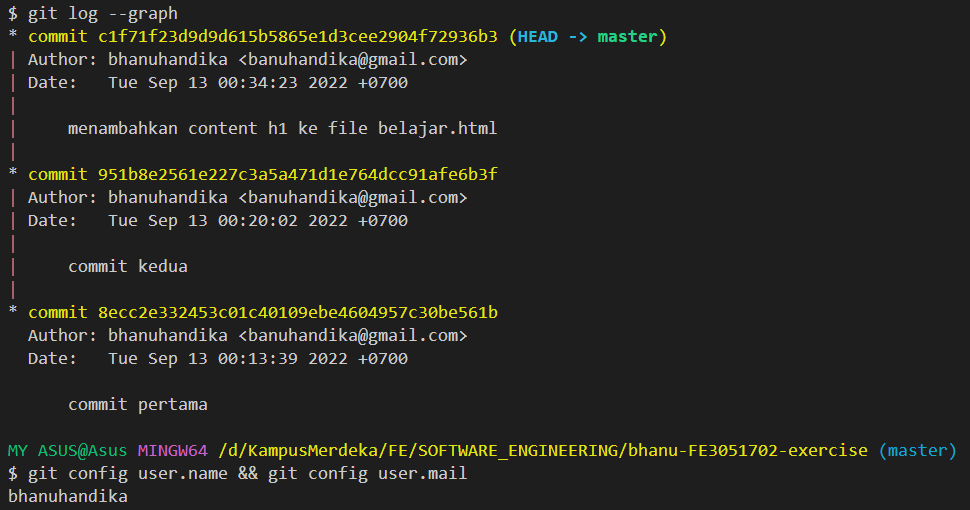 $ git log --graph
* commit c1f71f23d9d9d615b5865e1d3cee2904f72936b3 (HEAD -> master)
| Author: bhanuhandika <banuhandika@gmail.com>
| Date:   Tue Sep 13 00:34:23 2022 +0700
|
|     menambahkan content h1 ke file belajar.html
|
* commit 951b8e2561e227c3a5a471d1e764dcc91afe6b3f
| Author: bhanuhandika <banuhandika@gmail.com>
| Date:   Tue Sep 13 00:20:02 2022 +0700
|
|     commit kedua
|
* commit 8ecc2e332453c01c40109ebe4604957c30be561b
  Author: bhanuhandika <banuhandika@gmail.com>
  Date:   Tue Sep 13 00:13:39 2022 +0700

      commit pertama

MY ASUS@Asus MINGW64 /d/KampusMerdeka/FE/SOFTWARE_ENGINEERING/bhanu-FE3051702-exercise (master)
$ git config user.name && git config user.mail
bhanuhandika